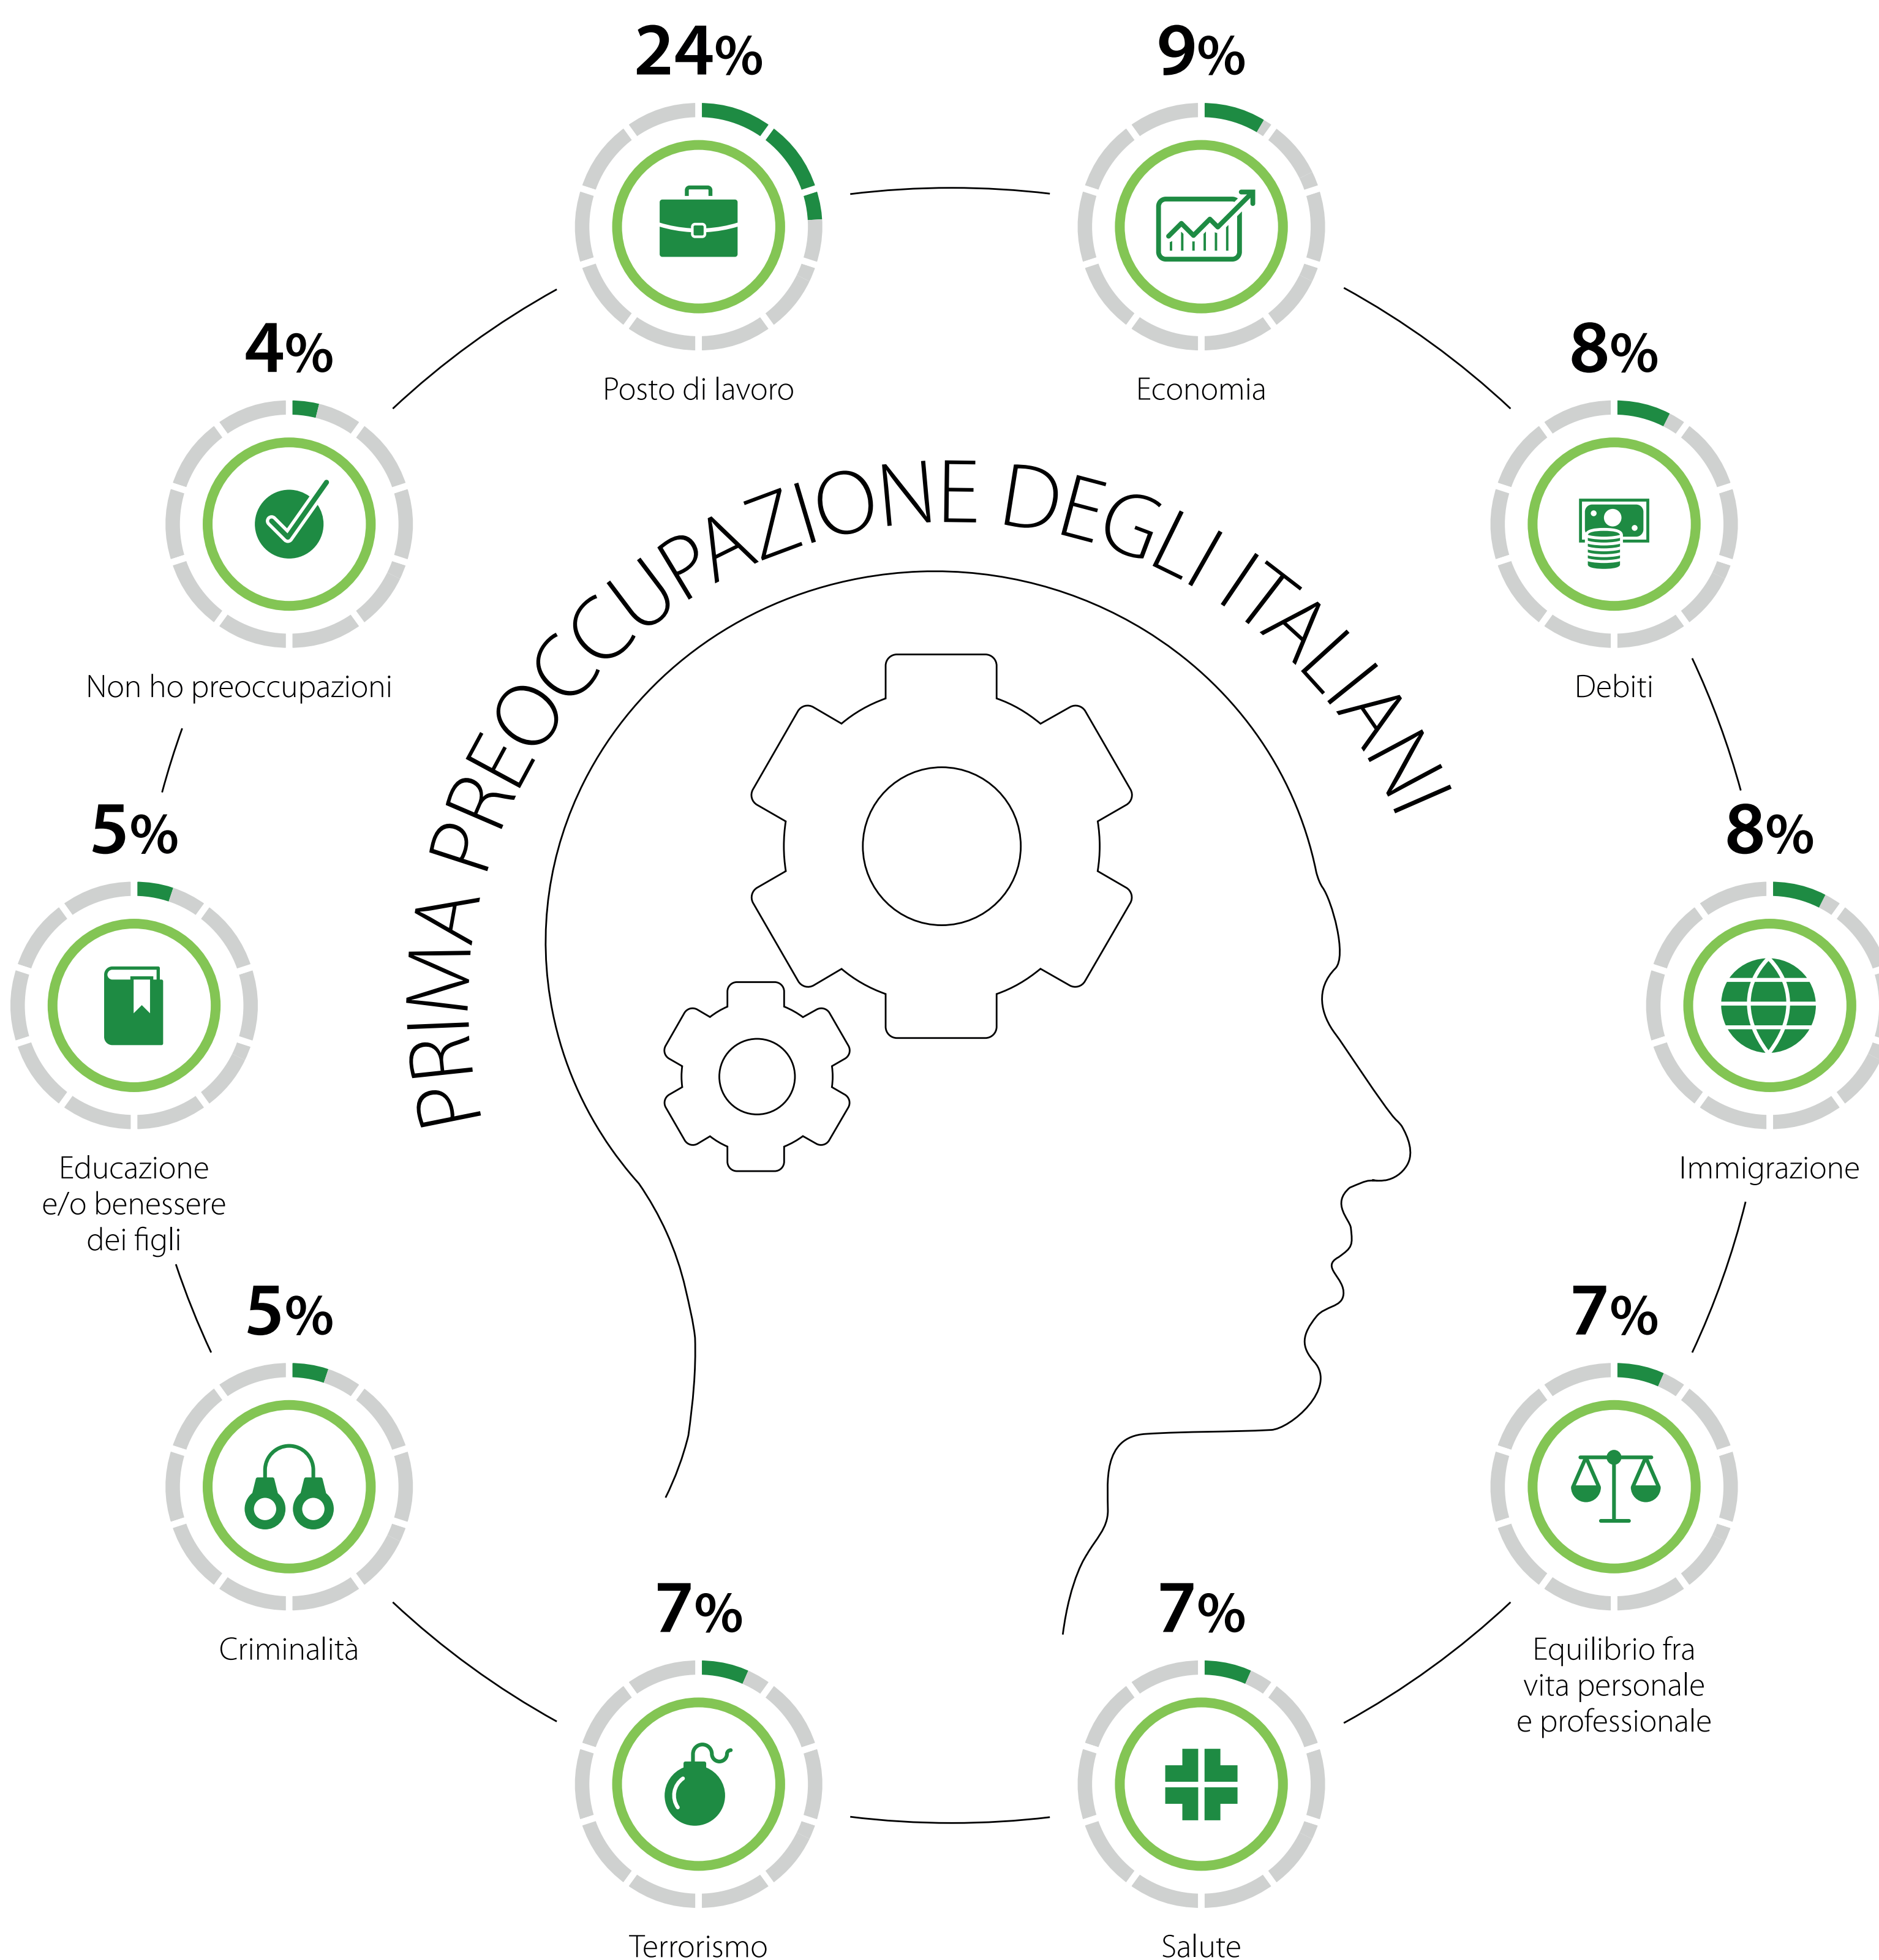 PRIMA PREOCCUPAZIONE DEGLI ITALIANI
24%
Posto di lavoro
9%
Economia
8%
Debiti
8%
Immigrazione
7%
Equilibrio fra
vita personale
e professionale
7%
Salute
7%
Terrorismo
5%
Criminalità
5%
Educazione
e/o benessere
dei figli
4%
Non ho preoccupazioni